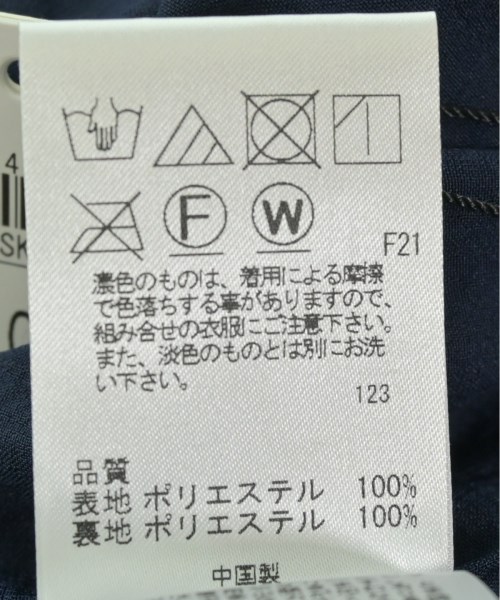 4
SK
F
W
F21
濃色のものは、着用による摩擦
で色落ちする事がありますので、
組み合せの衣服にご注意下さい。
また、淡色のものとは別にお洗
い下さい。
123
品質
表地 ポリエステル 100%
裏地 ポリエステル 100%
中国製